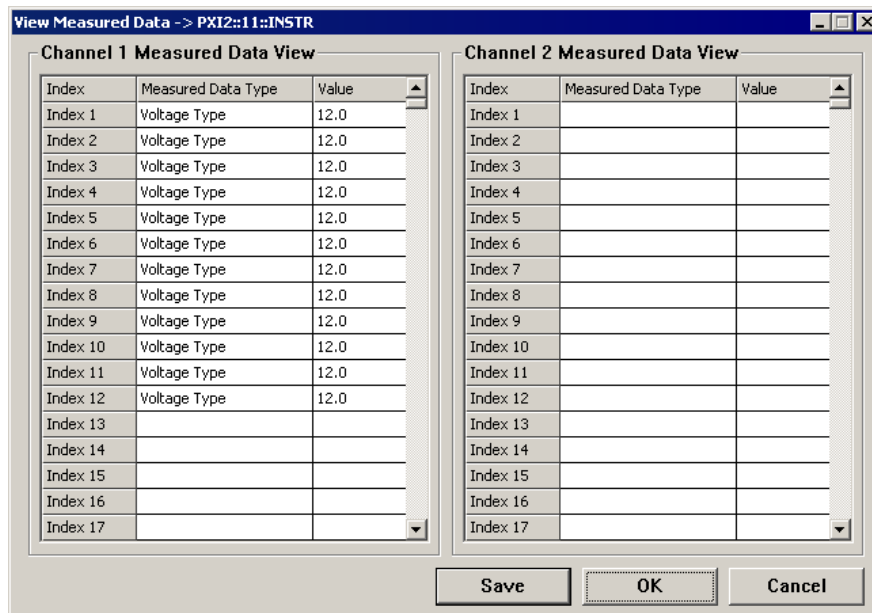 View Measured Data -> PXI2::11::INSTR
Channel 1 Measured Data View
Index Measured Data Type Value
Index 1 Voltage Type 12.0
Index 2 Voltage Type 12.0
Index 3 Voltage Type 12.0
Index 4 Voltage Type 12.0
Index 5 Voltage Type 12.0
Index 6 Voltage Type 12.0
Index 7 Voltage Type 12.0
Index 8 Voltage Type 12.0
Index 9 Voltage Type 12.0
Index 10 Voltage Type 12.0
Index 11 Voltage Type 12.0
Index 12 Voltage Type 12.0
Index 13
Index 14
Index 15
Index 16
Index 17
Channel 2 Measured Data View
Index Measured Data Type Value
Index 1
Index 2
Index 3
Index 4
Index 5
Index 6
Index 7
Index 8
Index 9
Index 10
Index 11
Index 12
Index 13
Index 14
Index 15
Index 16
Index 17
Save OK Cancel